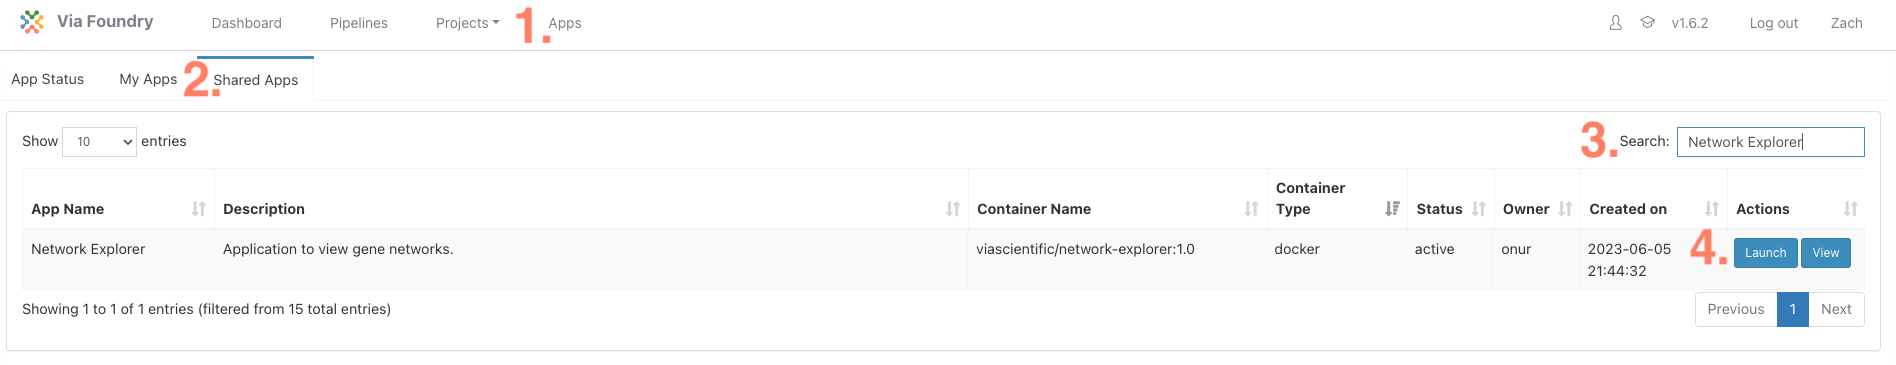 Via Foundry Dashboard Pipelines Projects 1. Apps v1.6.2 Log out Zach
App Status My Apps 2. Shared Apps
Show 10 entries 3. Search: Network Explorer
App Name Description Container Name Container Type Status Owner Created on Actions
Network Explorer Application to view gene networks. viascientific/network-explorer:1.0 docker active onur 2023-06-05 21:44:32 4. Launch View
Showing 1 to 1 of 1 entries (filtered from 15 total entries) Previous 1 Next